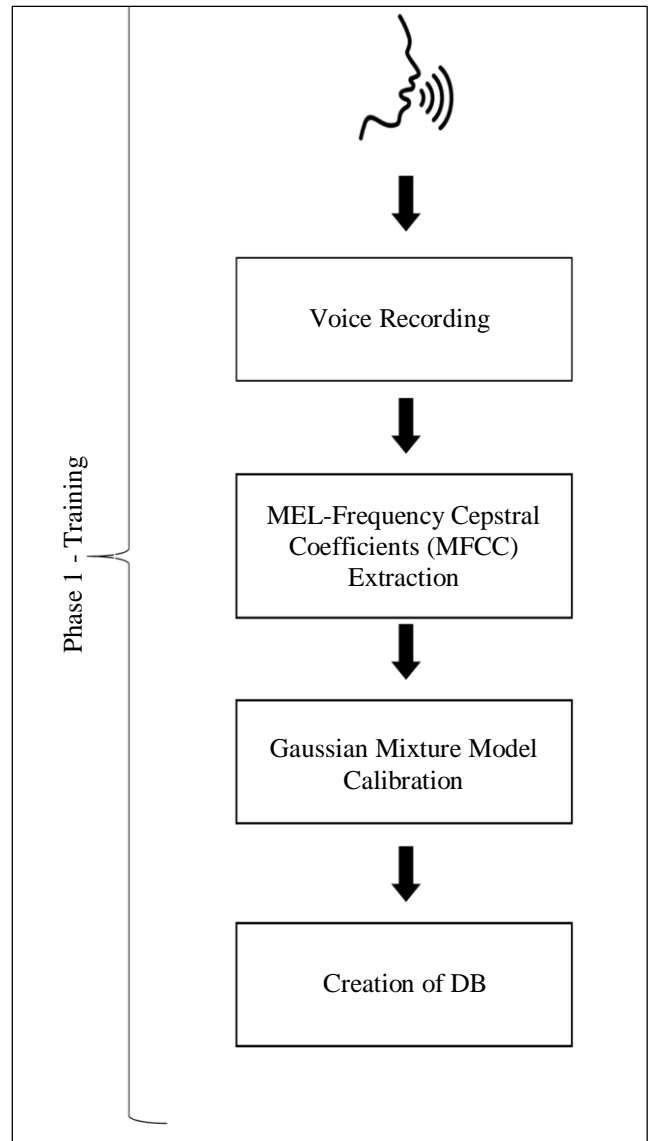 Phase 1 - Training
Voice Recording
MEL-Frequency Cepstral
Coefficients (MFCC)
Extraction
Gaussian Mixture Model
Calibration
Creation of DB